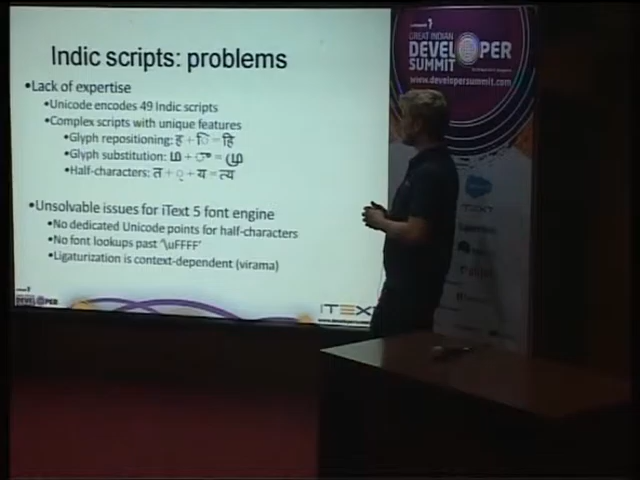 Indic scripts: problems
•Lack of expertise
•Unicode encodes 49 Indic scripts
•Complex scripts with unique features
•Glyph repositioning: ह + ि = हि
•Glyph substitution: ழ + ு = ழு
•Half-characters: त + ् + य = त्य
•Unsolvable issues for iText 5 font engine
•No dedicated Unicode points for half-characters
•No font lookups past '\uFFFF'
•Ligaturization is context-dependent (virama)
DEVELOPER
ITEX
GREAT INDIAN
DEVELOPER
SUMMIT
www.developersummit.com